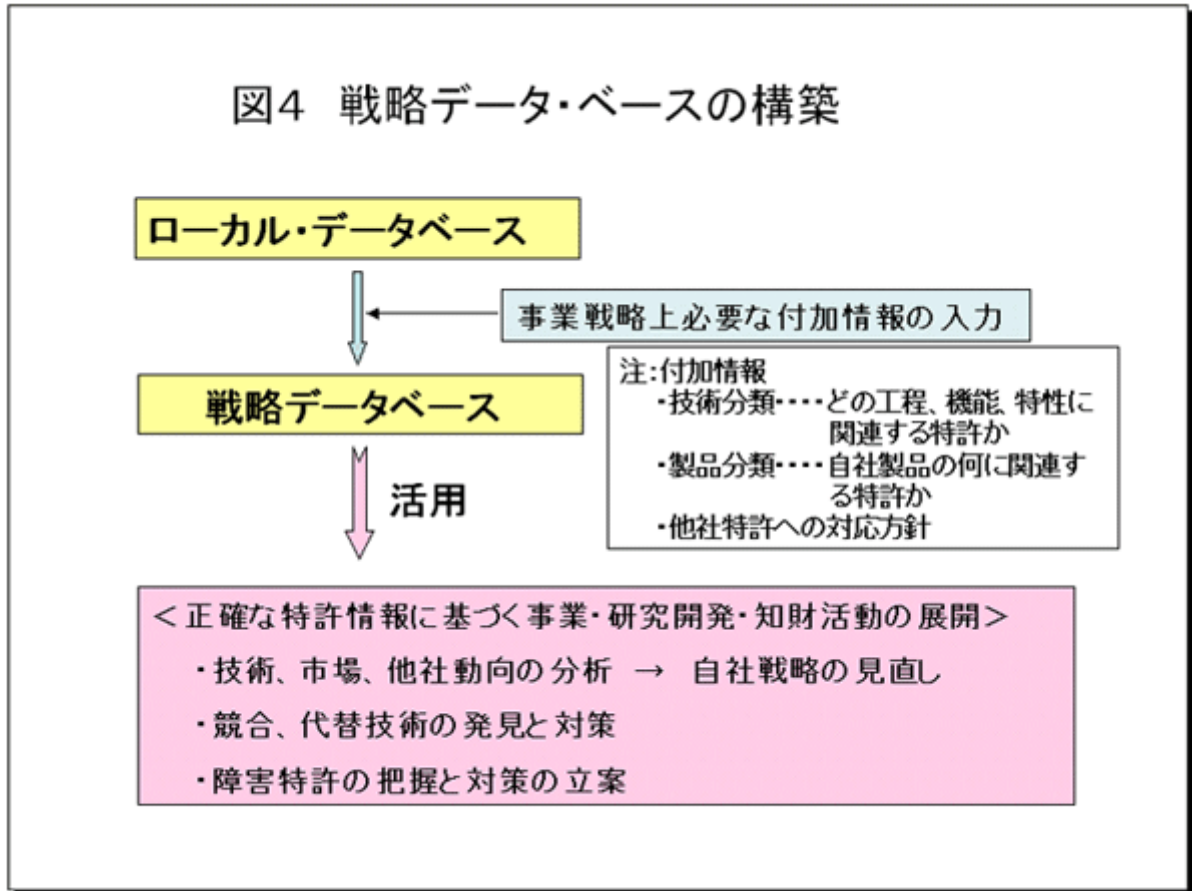 図4 戦略データ・ベースの構築
ローカル・データベース
事業戦略上必要な付加情報の入力
注:付加情報
・技術分類・・・・どの工程、機能、特性に
関連する特許か
・製品分類・・・・自社製品の何に関連す
る特許か
・他社特許への対応方針
戦略データベース
活用
<正確な特許情報に基づく事業・研究開発・知財活動の展開>
・技術、市場、他社動向の分析 → 自社戦略の見直し
・競合、代替技術の発見と対策
・障害特許の把握と対策の立案